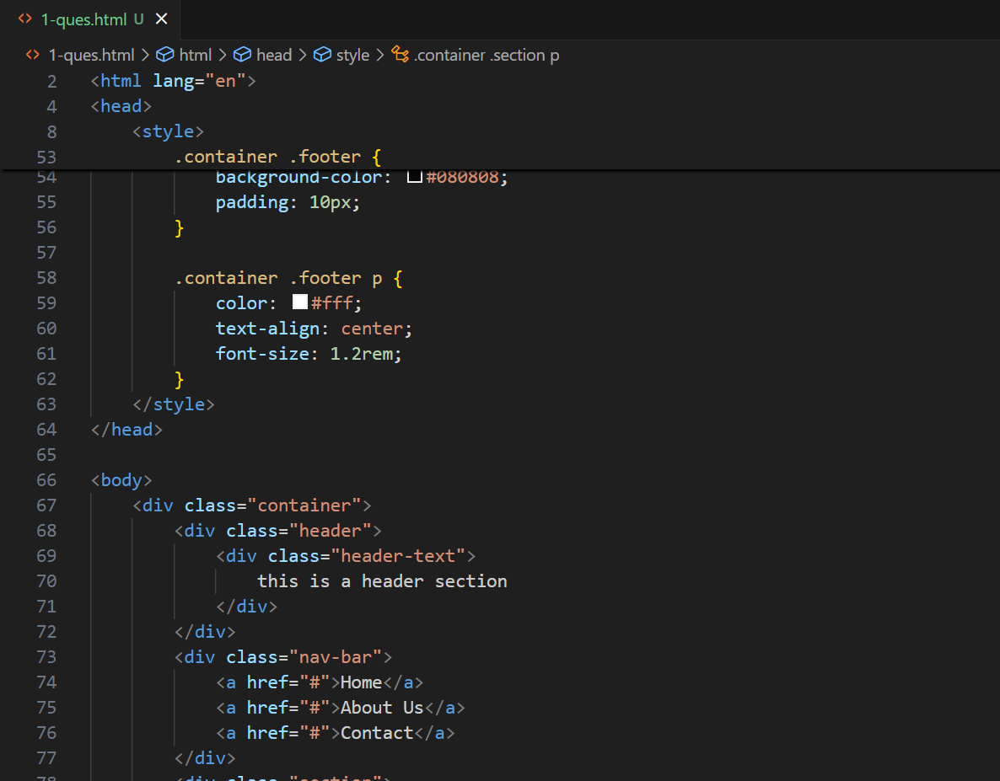 1-ques.html U
1-ques.html > html > head > style > .container .section p
2 <html lang="en">
4 <head>
8 <style>
53 .container .footer {
54 background-color: #080808;
55 padding: 10px;
56 }
57
58 .container .footer p {
59 color: #fff;
60 text-align: center;
61 font-size: 1.2rem;
62 }
63 </style>
64 </head>
65
66 <body>
67 <div class="container">
68 <div class="header">
69 <div class="header-text">
70 this is a header section
71 </div>
72 </div>
73 <div class="nav-bar">
74 <a href="#">Home</a>
75 <a href="#">About Us</a>
76 <a href="#">Contact</a>
77 </div>
78 <div class="section">